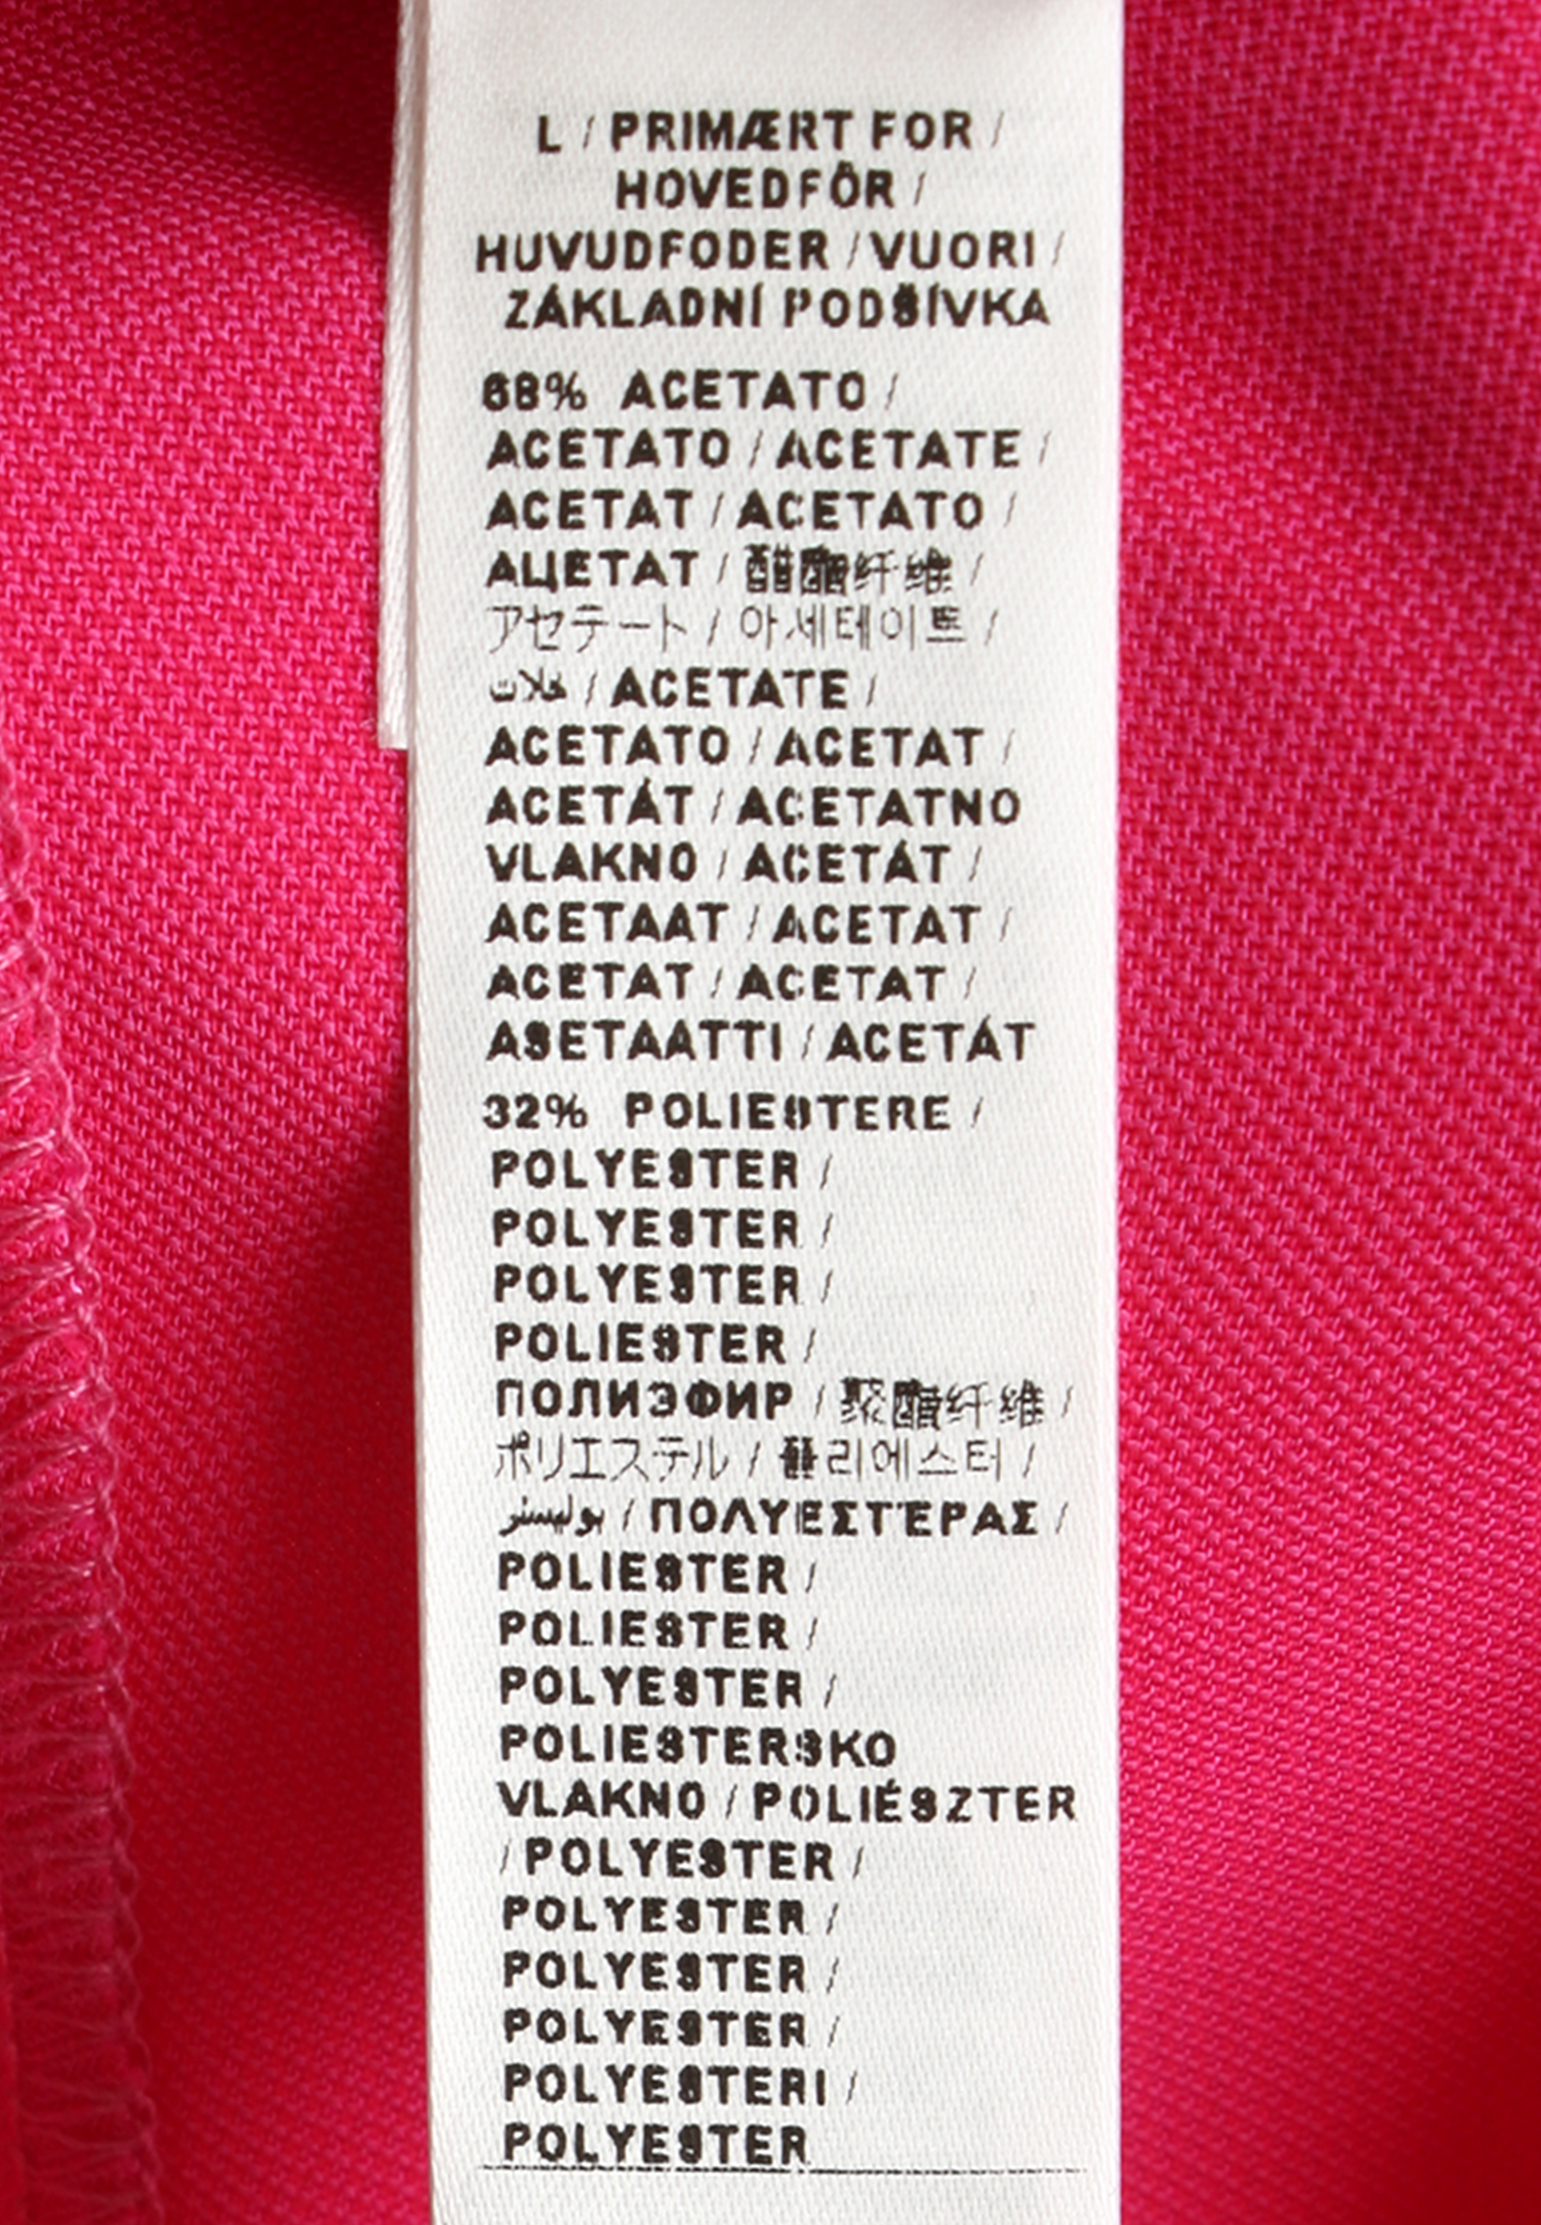 L / PRIMÆRT FOR /
HOVEDFÔR /
HUVUDFODER / VUORI /
ZÁKLADNÍ PODŠÍVKA
68% ACETATO /
ACETATO / ACETATE /
ACETAT / ACETATO /
АЦЕТАТ / 醋酯纤维 /
アセテート / 아세테이트 /
خلات / ACETATE /
ACETATO / ACETAT /
ACETÁT / ACETATNO
VLAKNO / ACETÁT /
ACETAAT / ACETAT /
ACETAT / ACETAT /
ASETAATTI / ACETÁT
32% POLIESTERE /
POLYESTER /
POLYESTER /
POLYESTER /
POLIESTER /
ПОЛИЭФИР / 聚酯纤维 /
ポリエステル / 폴리에스터 /
بوليستر / ΠΟΛΥΕΣΤΈΡΑΣ /
POLIESTER /
POLIESTER /
POLYESTER /
POLIESTERSKO
VLAKNO / POLIÉSZTER
/ POLYESTER /
POLYESTER /
POLYESTER /
POLYESTER /
POLYESTERI /
POLYESTER